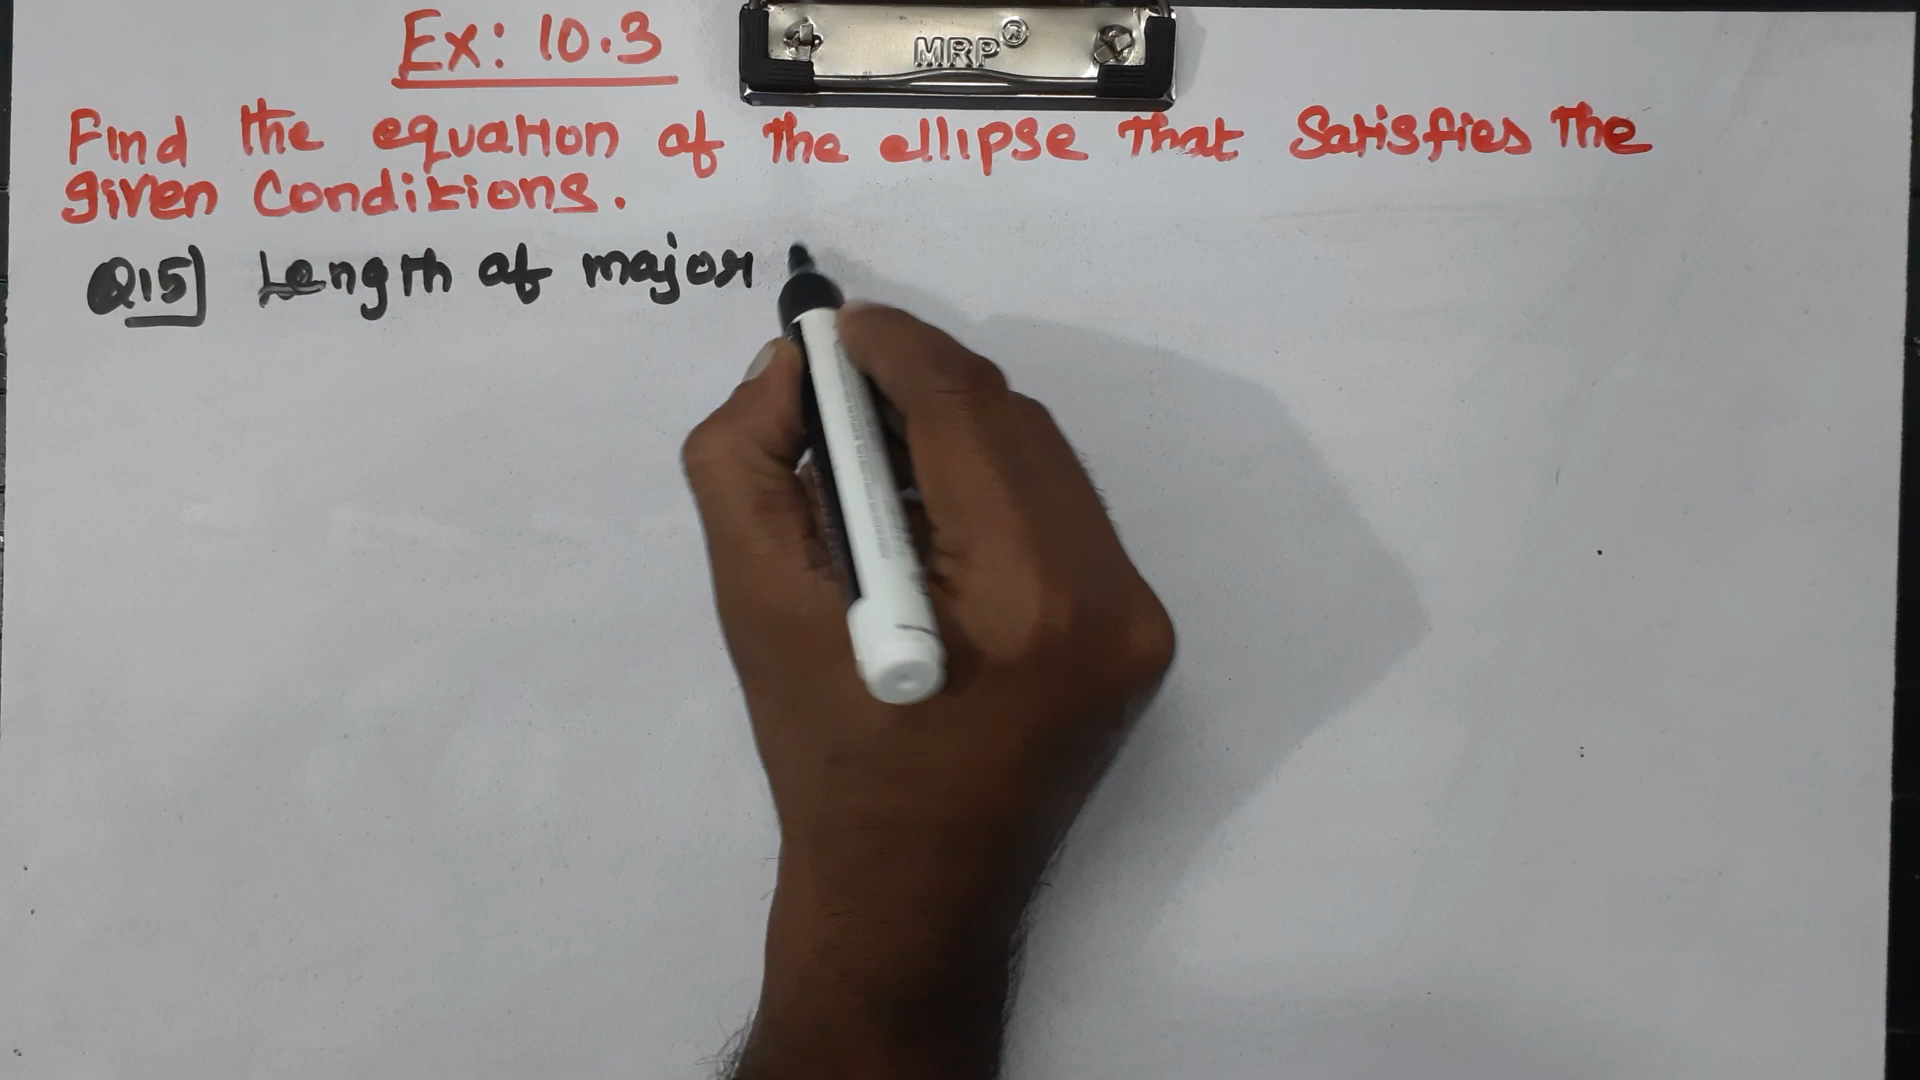 Ex: 10.3
MRP®
Find the equation of the ellipse that satisfies the
given conditions.
Q15] Length of major